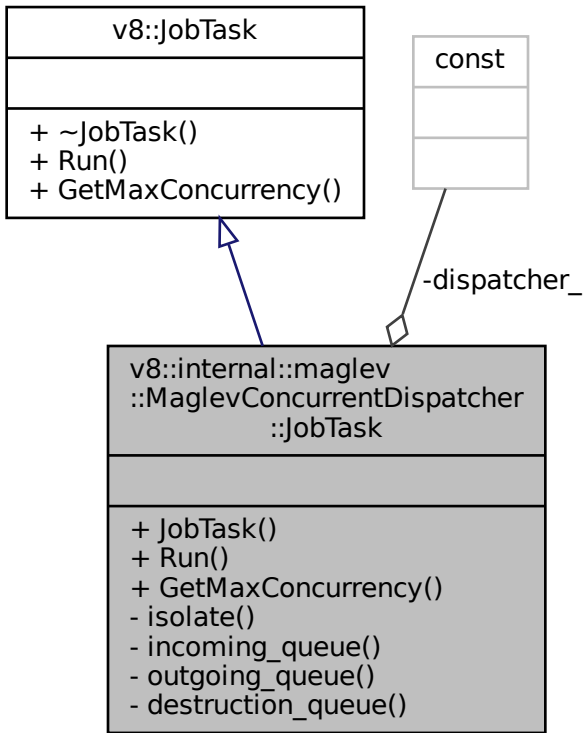 v8::JobTask
+ ~JobTask()
+ Run()
+ GetMaxConcurrency()
const
-dispatcher_
v8::internal::maglev
::MaglevConcurrentDispatcher
::JobTask
+ JobTask()
+ Run()
+ GetMaxConcurrency()
- isolate()
- incoming_queue()
- outgoing_queue()
- destruction_queue()